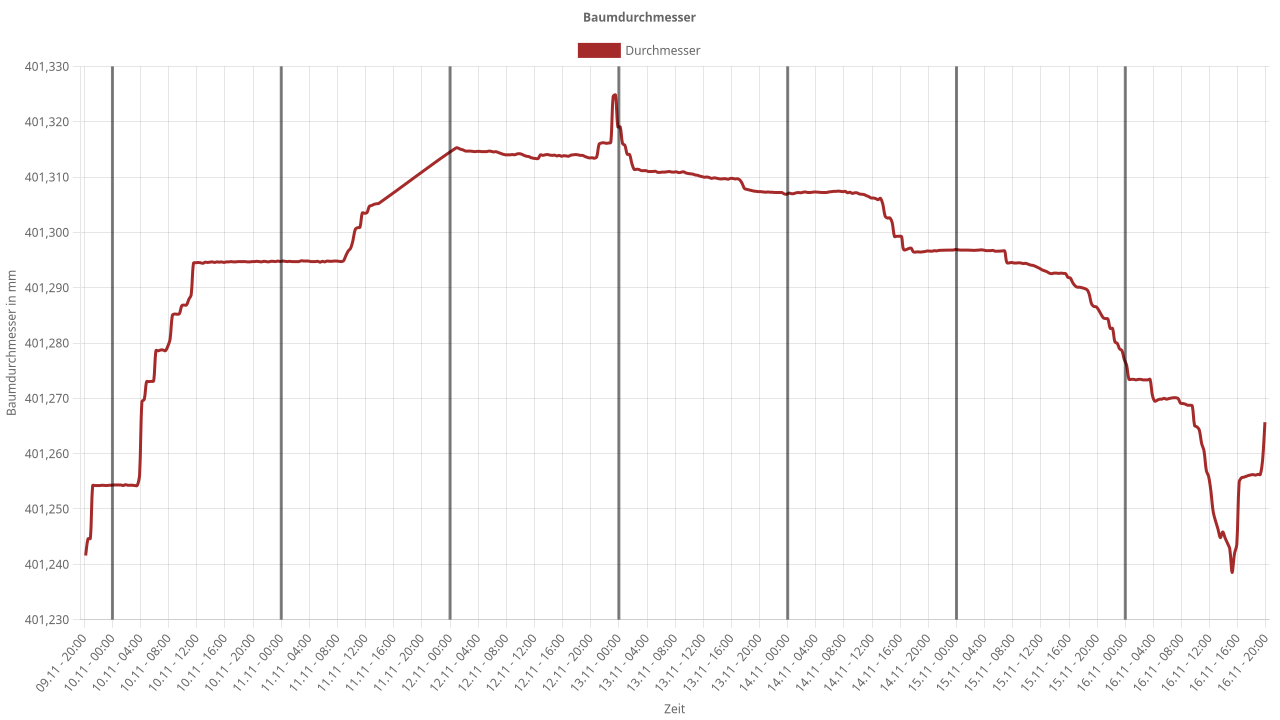 Baumdurchmesser
Durchmesser
401,330
401,320
401,310
401,300
401,290
401,280
401,270
401,260
401,250
401,240
401,230
Baumdurchmesser in mm
09.11 - 20:00
10.11 - 00:00
10.11 - 04:00
10.11 - 08:00
10.11 - 12:00
10.11 - 16:00
10.11 - 20:00
11.11 - 00:00
11.11 - 04:00
11.11 - 08:00
11.11 - 12:00
11.11 - 16:00
11.11 - 20:00
12.11 - 00:00
12.11 - 04:00
12.11 - 08:00
12.11 - 12:00
12.11 - 16:00
12.11 - 20:00
13.11 - 00:00
13.11 - 04:00
13.11 - 08:00
13.11 - 12:00
13.11 - 16:00
13.11 - 20:00
14.11 - 00:00
14.11 - 04:00
14.11 - 08:00
14.11 - 12:00
14.11 - 16:00
14.11 - 20:00
15.11 - 00:00
15.11 - 04:00
15.11 - 08:00
15.11 - 12:00
15.11 - 16:00
15.11 - 20:00
16.11 - 00:00
16.11 - 04:00
16.11 - 08:00
16.11 - 12:00
16.11 - 16:00
16.11 - 20:00
Zeit